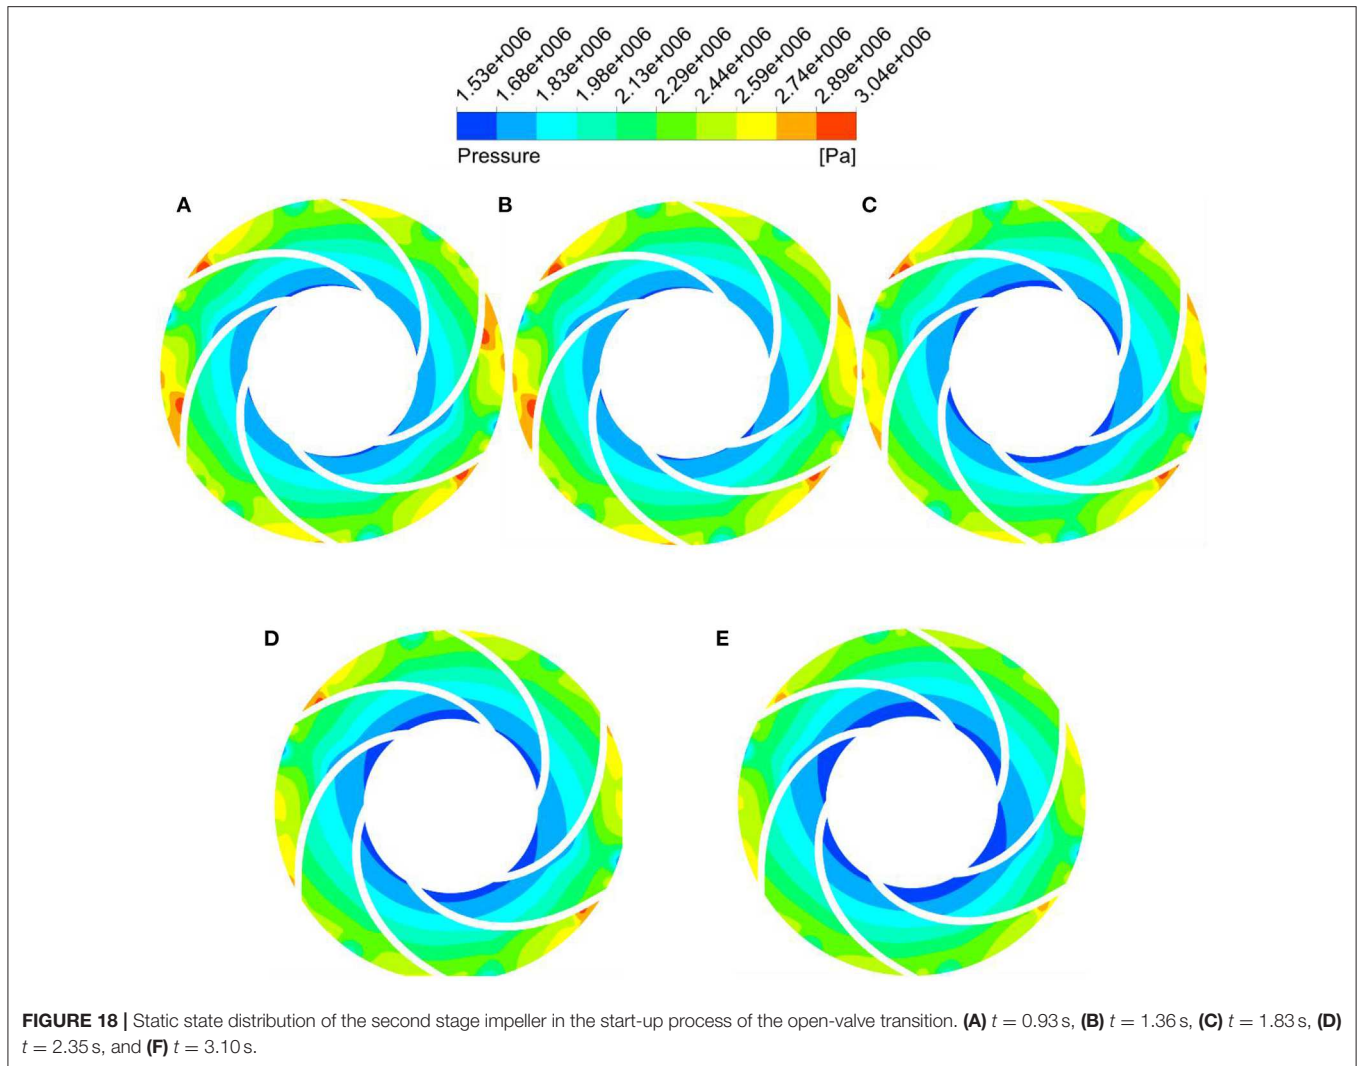 1.53e+006
1.68e+006
1.83e+006
1.98e+006
2.13e+006
2.29e+006
2.44e+006
2.59e+006
2.74e+006
2.89e+006
3.04e+006
Pressure [Pa]
A B C
D E
FIGURE 18 | Static state distribution of the second stage impeller in the start-up process of the open-valve transition. (A) t = 0.93 s, (B) t = 1.36 s, (C) t = 1.83 s, (D)
t = 2.35 s, and (F) t = 3.10 s.